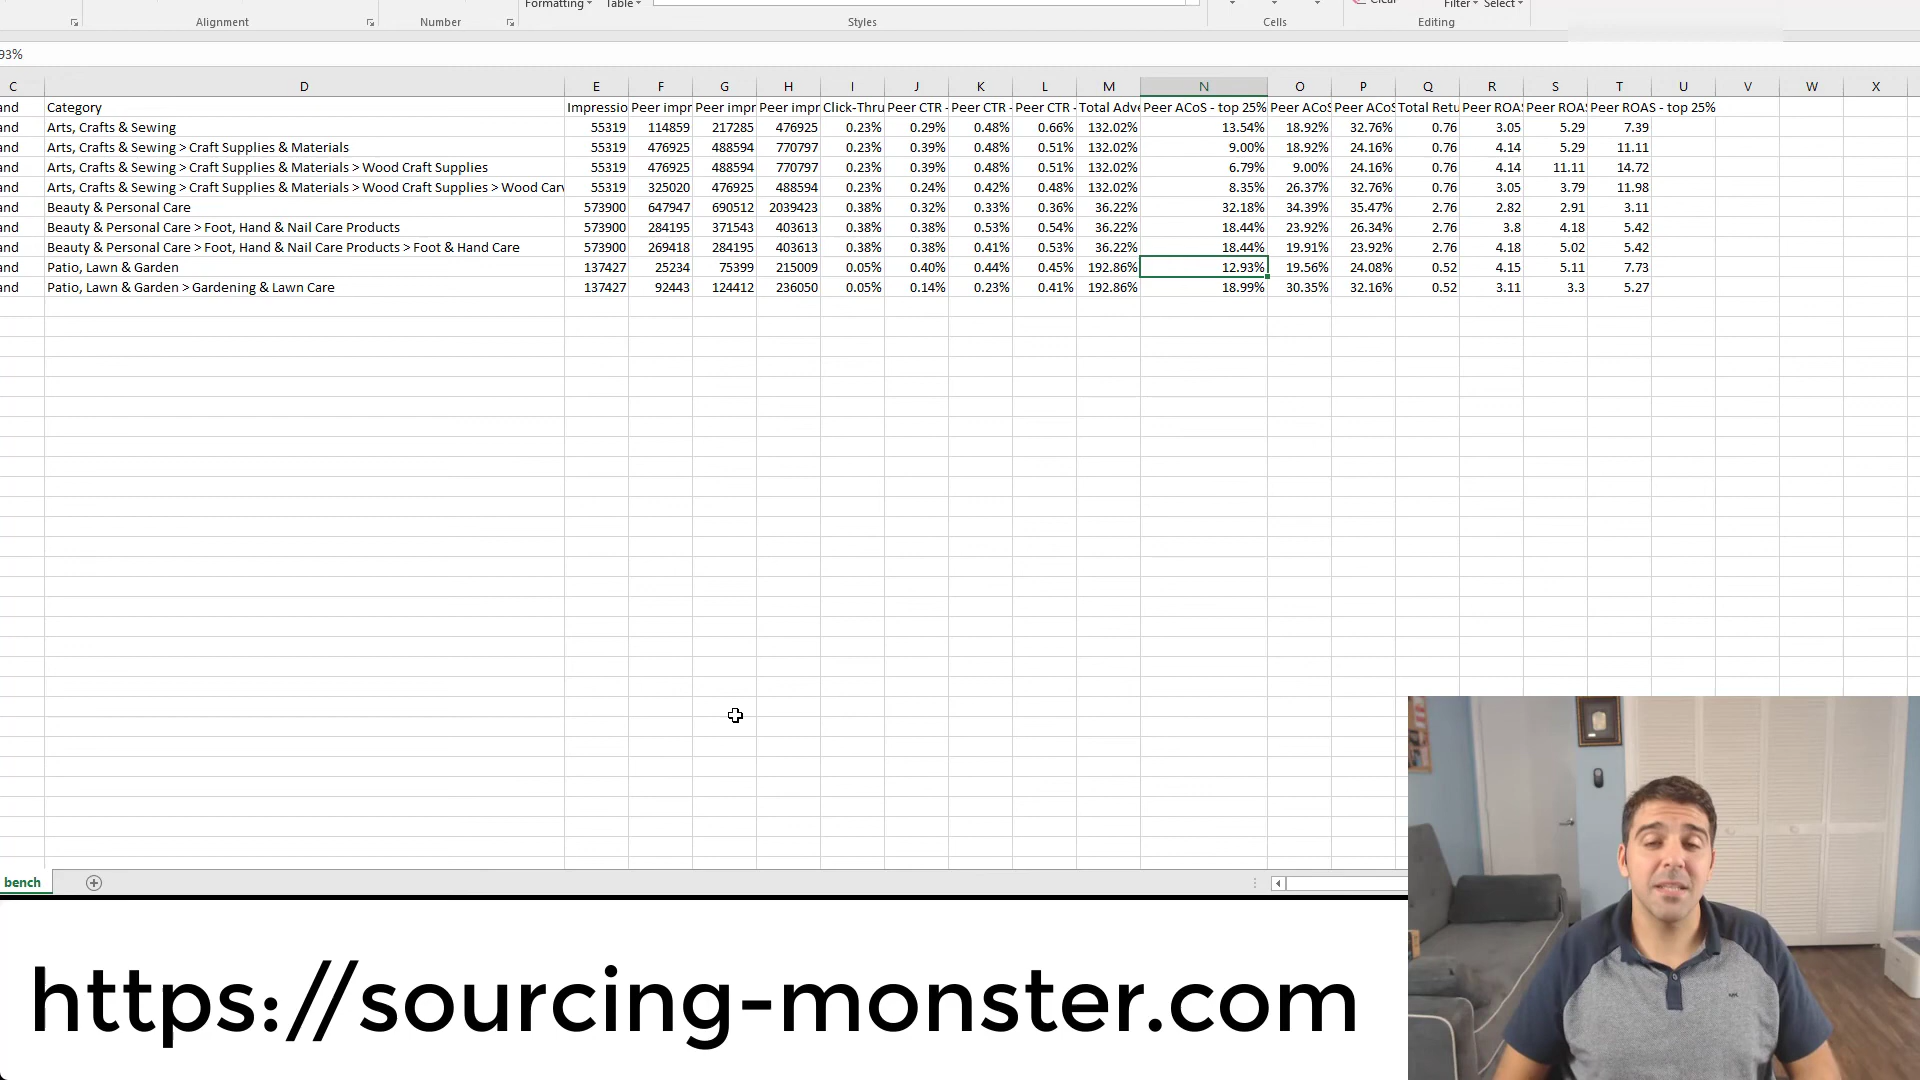 Formatting Table Clear Filter Select
Alignment Number Styles Cells Editing
93%
C D E F G H I J K L M N O P Q R S T U V W X
and Category Impressio Peer impr Peer impr Peer impr Click-Thru Peer CTR - Peer CTR - Peer CTR - Total Adve Peer ACoS - top 25% Peer ACoS Peer ACoS Total Retu Peer ROAS Peer ROAS Peer ROAS - top 25%
and Arts, Crafts & Sewing 55319 114859 217285 476925 0.23% 0.29% 0.48% 0.66% 132.02% 13.54% 18.92% 32.76% 0.76 3.05 5.29 7.39
and Arts, Crafts & Sewing > Craft Supplies & Materials 55319 476925 488594 770797 0.23% 0.39% 0.48% 0.51% 132.02% 9.00% 18.92% 24.16% 0.76 4.14 5.29 11.11
and Arts, Crafts & Sewing > Craft Supplies & Materials > Wood Craft Supplies 55319 476925 488594 770797 0.23% 0.39% 0.48% 0.51% 132.02% 6.79% 9.00% 24.16% 0.76 4.14 11.11 14.72
and Arts, Crafts & Sewing > Craft Supplies & Materials > Wood Craft Supplies > Wood Carv 55319 325020 476925 488594 0.23% 0.24% 0.42% 0.48% 132.02% 8.35% 26.37% 32.76% 0.76 3.05 3.79 11.98
and Beauty & Personal Care 573900 647947 690512 2039423 0.38% 0.32% 0.33% 0.36% 36.22% 32.18% 34.39% 35.47% 2.76 2.82 2.91 3.11
and Beauty & Personal Care > Foot, Hand & Nail Care Products 573900 284195 371543 403613 0.38% 0.38% 0.53% 0.54% 36.22% 18.44% 23.92% 26.34% 2.76 3.8 4.18 5.42
and Beauty & Personal Care > Foot, Hand & Nail Care Products > Foot & Hand Care 573900 269418 284195 403613 0.38% 0.38% 0.41% 0.53% 36.22% 18.44% 19.91% 23.92% 2.76 4.18 5.02 5.42
and Patio, Lawn & Garden 137427 25234 75399 215009 0.05% 0.40% 0.44% 0.45% 192.86% 12.93% 19.56% 24.08% 0.52 4.15 5.11 7.73
and Patio, Lawn & Garden > Gardening & Lawn Care 137427 92443 124412 236050 0.05% 0.14% 0.23% 0.41% 192.86% 18.99% 30.35% 32.16% 0.52 3.11 3.3 5.27
bench
https://sourcing-monster.com